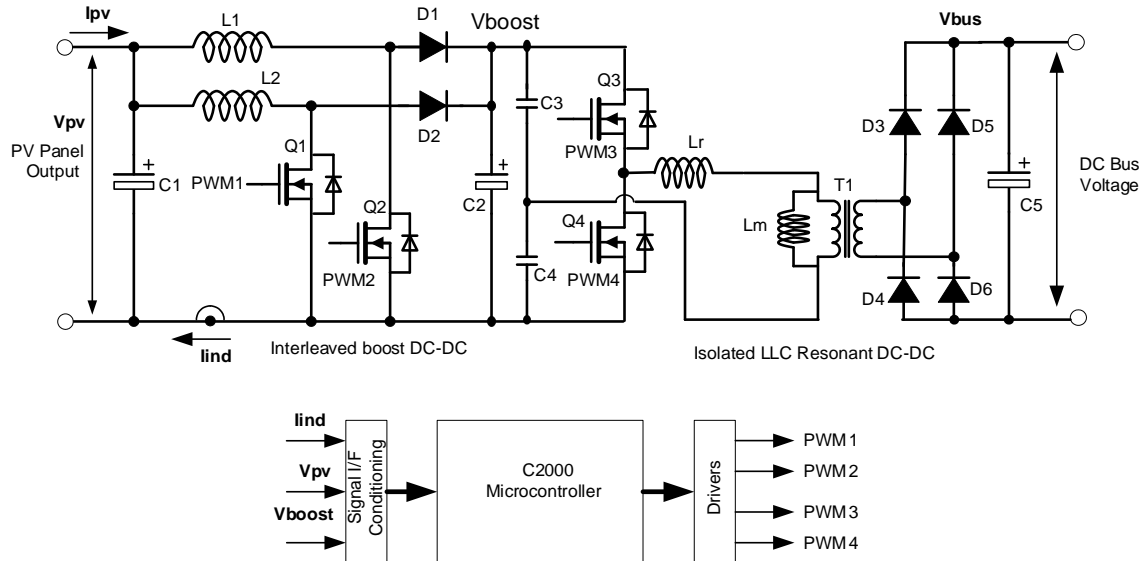 Ipv
L1
D1
Vboost
Vbus
L2
D2
Q3
C3
PWM3
Vpv
PV Panel
Output
C1
Q1
PWM1
Q2
PWM2
C2
Lr
D3
D5
DC Bus
Voltage
T1
Lm
C5
Q4
C4
PWM4
D4
D6
Iind
Interleaved boost DC-DC
Isolated LLC Resonant DC-DC
Iind
Vpv
Vboost
Signal I/F
Conditioning
C2000
Microcontroller
Drivers
PWM1
PWM2
PWM3
PWM4
+
+
+